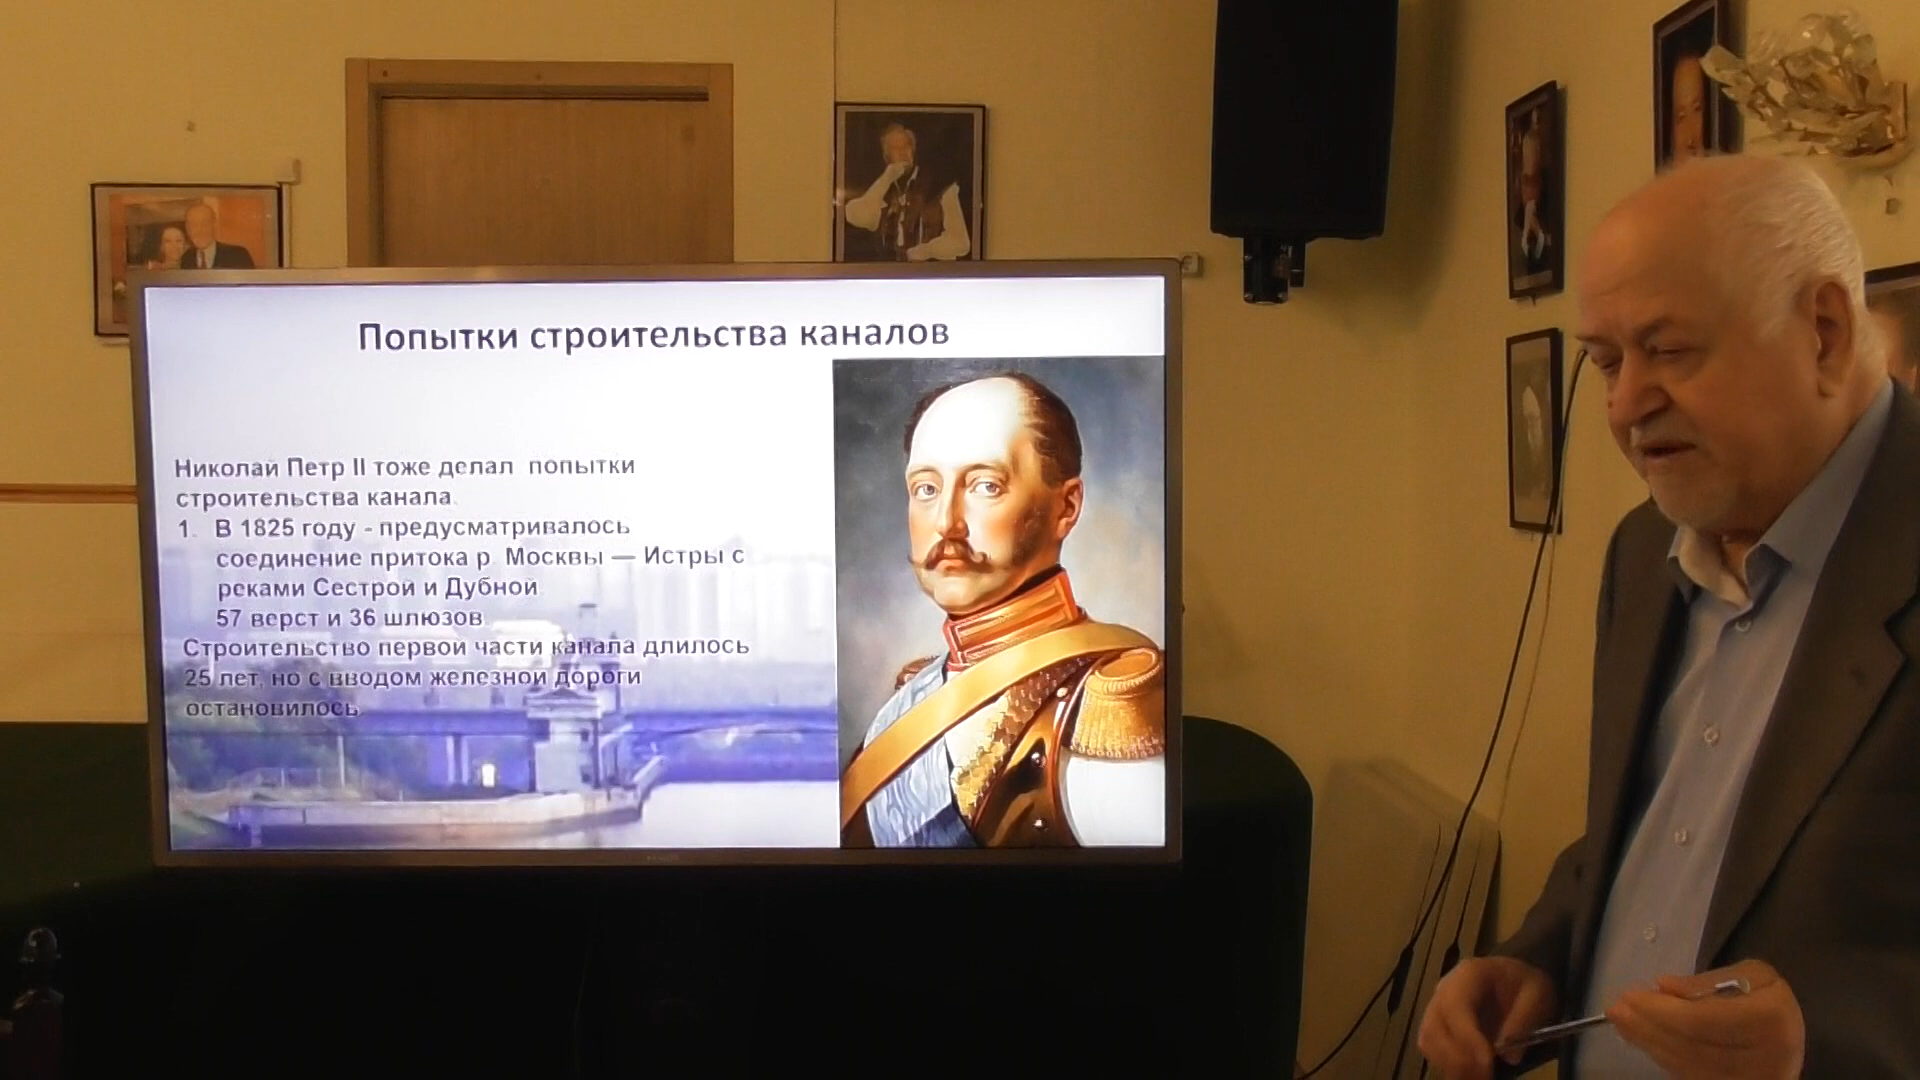 Попытки строительства каналов
Николай Петр II тоже делал попытки
строительства канала.
1. В 1825 году - предусматривалось
соединение притока р. Москвы — Истры с
реками Сестрой и Дубной.
57 верст и 36 шлюзов.
Строительство первой части канала длилось
25 лет, но с вводом железной дороги
остановилось.